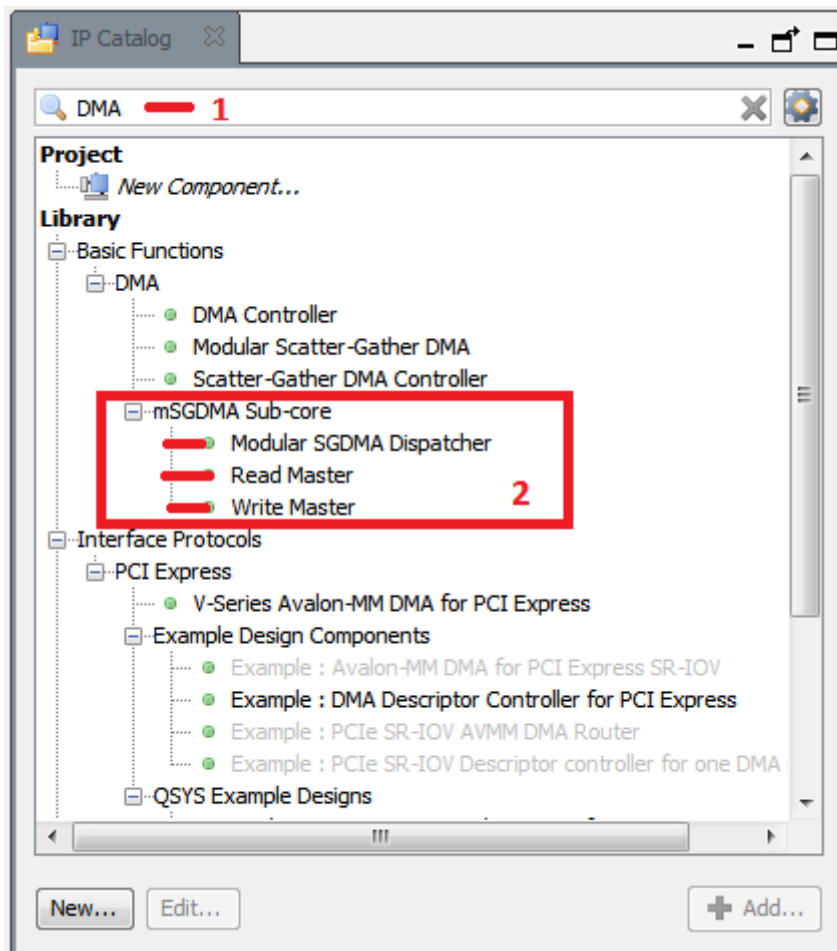 IP Catalog
DMA 1
Project
New Component...
Library
Basic Functions
DMA
DMA Controller
Modular Scatter-Gather DMA
Scatter-Gather DMA Controller
mSGDMA Sub-core
Modular SGDMA Dispatcher
Read Master
Write Master 2
Interface Protocols
PCI Express
V-Series Avalon-MM DMA for PCI Express
Example Design Components
Example : Avalon-MM DMA for PCI Express SR-IOV
Example : DMA Descriptor Controller for PCI Express
Example : PCIe SR-IOV AVMM DMA Router
Example : PCIe SR-IOV Descriptor controller for one DMA
QSYS Example Designs
New... Edit... Add...